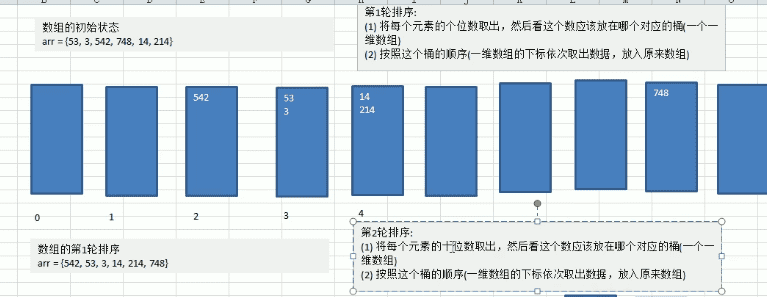 数组的初始状态
arr = {53, 3, 542, 748, 14, 214}
第1轮排序:
(1) 将每个元素的个位数取出，然后看这个数应该放在哪个对应的桶(一个一
维数组)
(2) 按照这个桶的顺序(一维数组的下标依次取出数据，放入原来数组)
542
53
3
14
214
748
0
1
2
3
4
数组的第1轮排序
arr = {542, 53, 3, 14, 214, 748}
第2轮排序:
(1) 将每个元素的十位数取出，然后看这个数应该放在哪个对应的桶(一个一
维数组)
(2) 按照这个桶的顺序(一维数组的下标依次取出数据，放入原来数组)